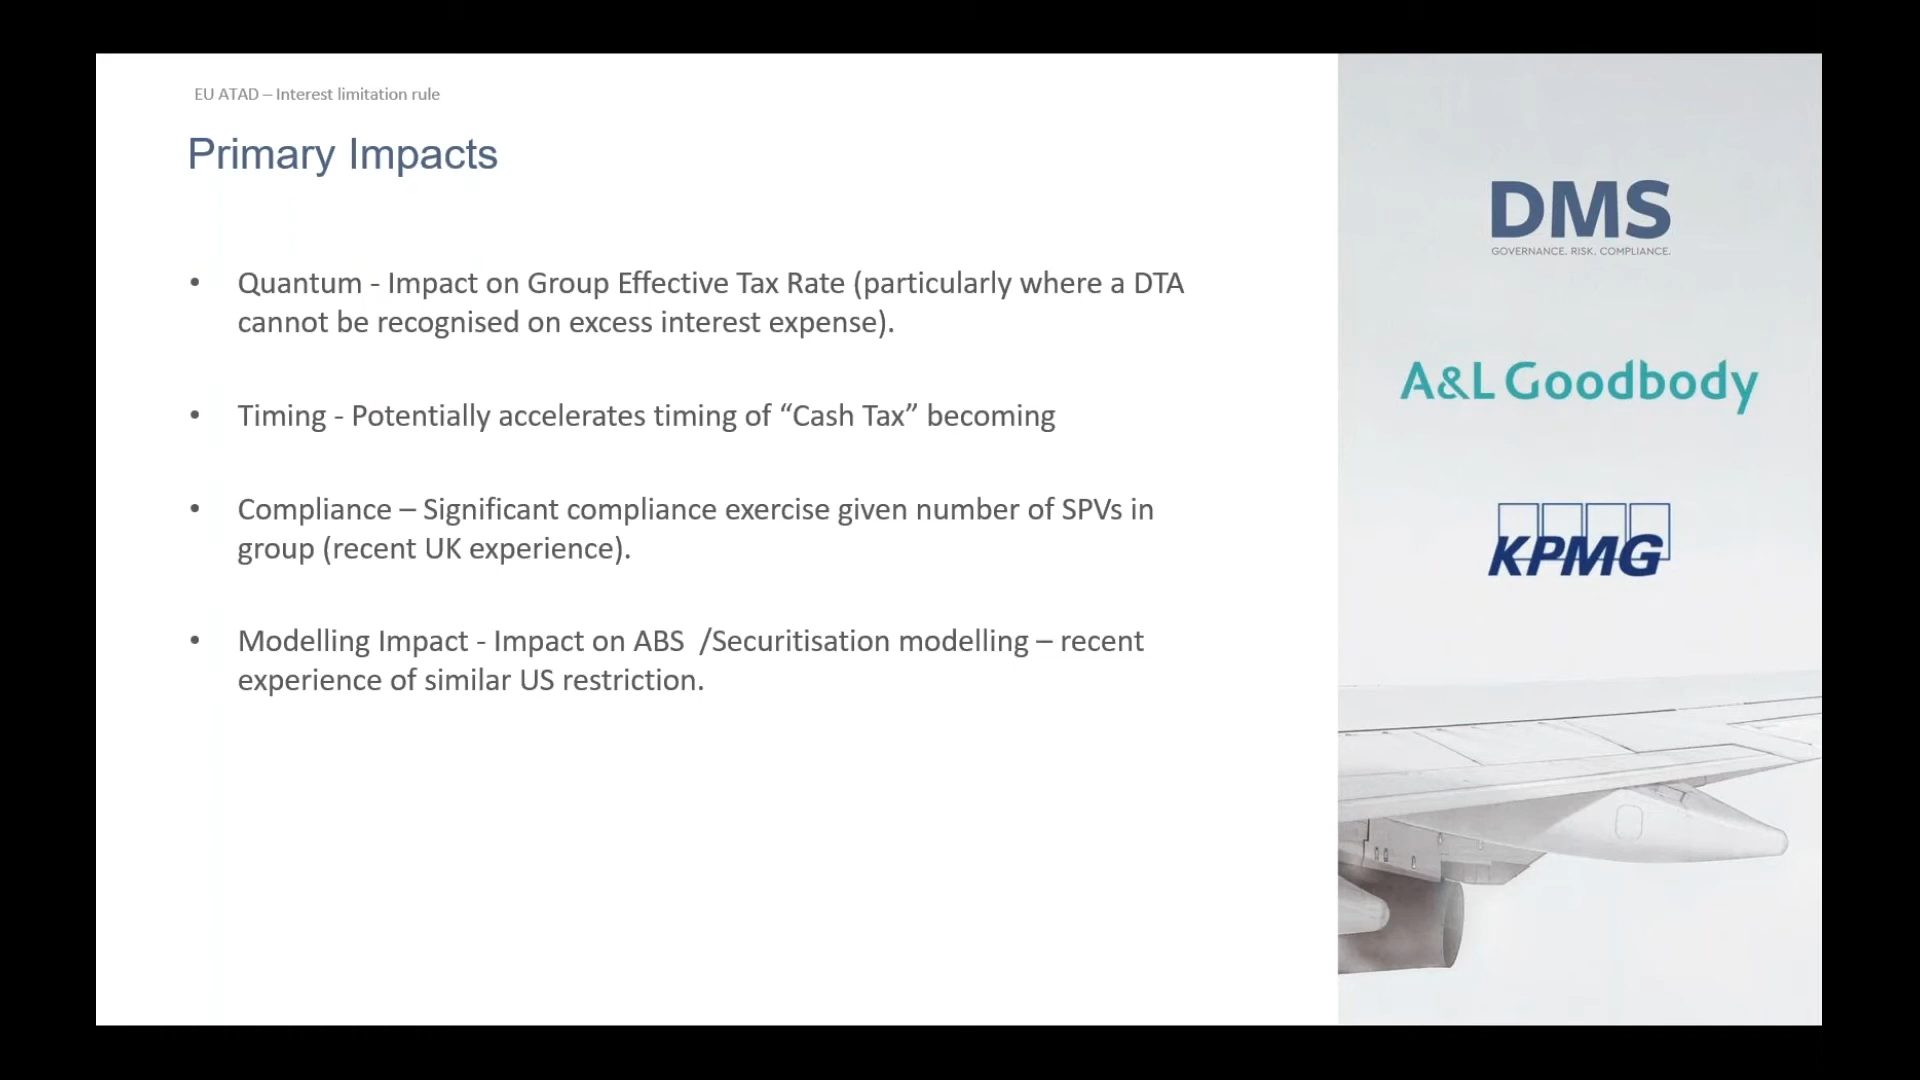 EU ATAD – Interest limitation rule
Primary Impacts
• Quantum - Impact on Group Effective Tax Rate (particularly where a DTA
cannot be recognised on excess interest expense).
• Timing - Potentially accelerates timing of “Cash Tax” becoming
• Compliance – Significant compliance exercise given number of SPVs in
group (recent UK experience).
• Modelling Impact - Impact on ABS  /Securitisation modelling – recent
experience of similar US restriction.
DMS
GOVERNANCE. RISK. COMPLIANCE.
A&L Goodbody
KPMG